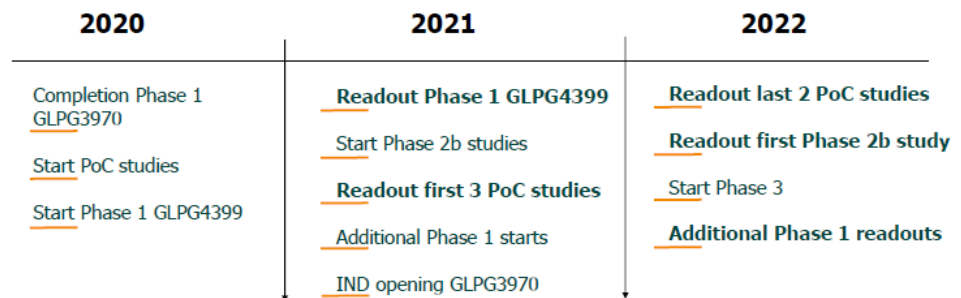 2020
2021
2022
Completion Phase 1
GLPG3970
Start PoC studies
Start Phase 1 GLPG4399
Readout Phase 1 GLPG4399
Start Phase 2b studies
Readout first 3 PoC studies
Additional Phase 1 starts
IND opening GLPG3970
Readout last 2 PoC studies
Readout first Phase 2b study
Start Phase 3
Additional Phase 1 readouts